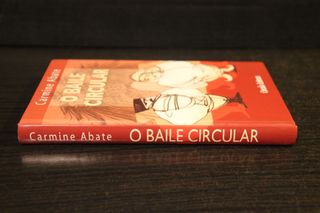 Carmine Abate
O BAILE
CIRCULAR
Carmine Abate O BAILE CIRCULAR